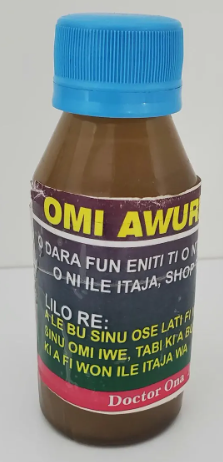 OMI AWUR
O DARA FUN ENITI TI O N
O NI ILE ITAJA, SHOP
LILO RE:
A LE BU SINU OSE LATI FI
SINU OMI IWE, TABI KI A BU
KI A FI WON ILE ITAJA WA
Doctor Ona